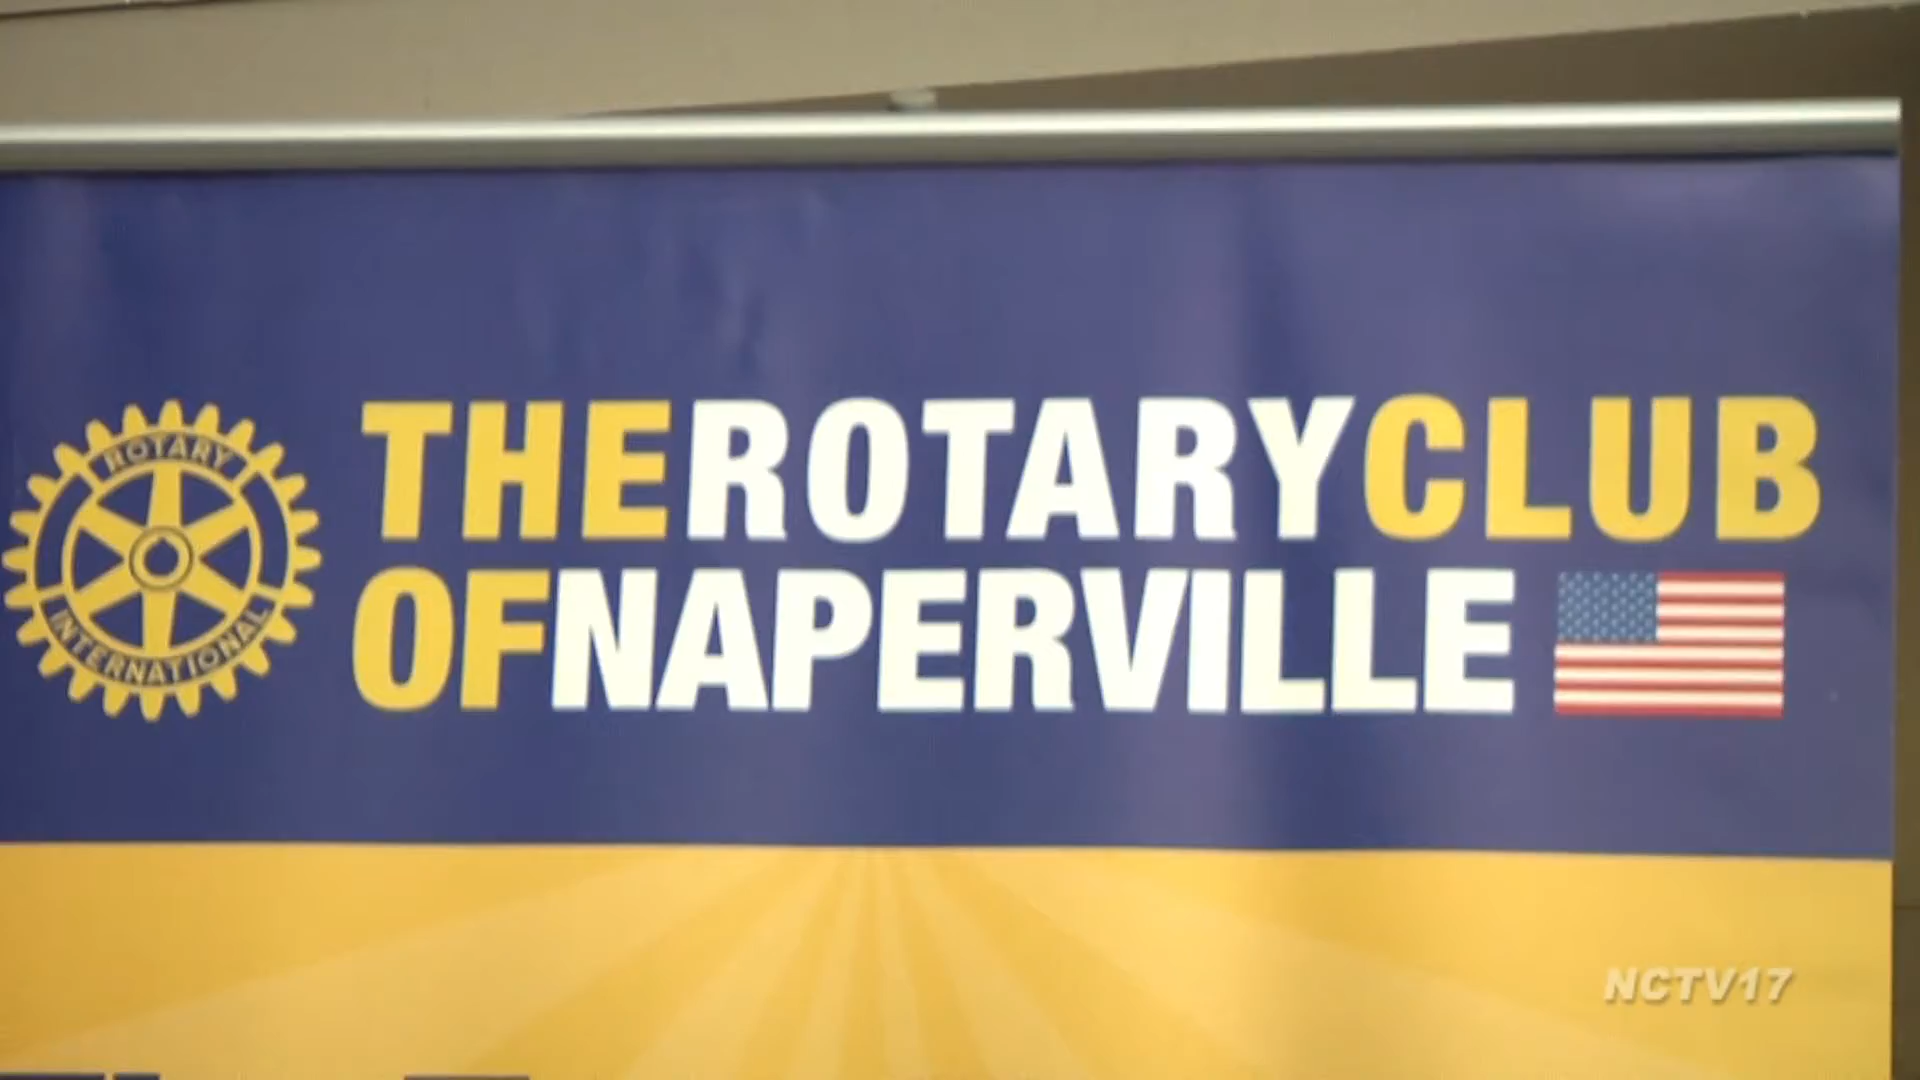 THEROTARYCLUB
OFNAPERVILLE
ROTARY
INTERNATIONAL
NCTV17